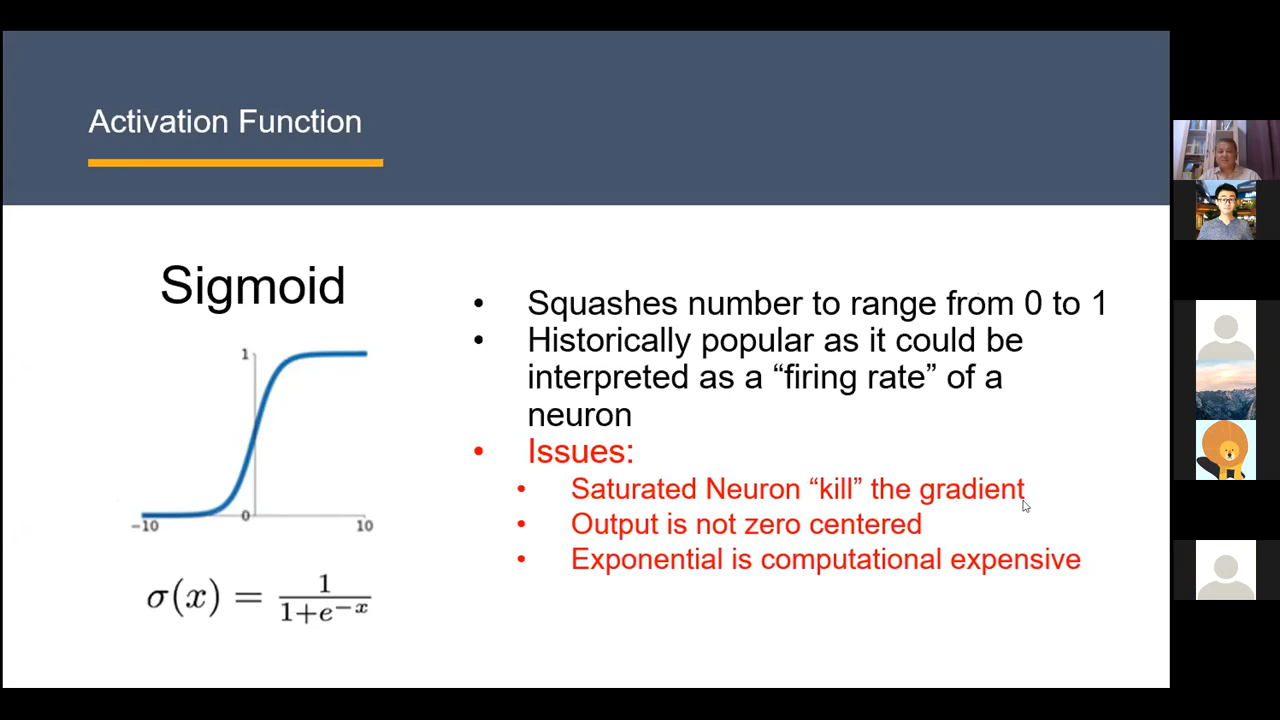 Activation Function
Sigmoid
1
0
−10
10
σ(x) = 1 / 1+e^−x
• Squashes number to range from 0 to 1
• Historically popular as it could be
interpreted as a “firing rate” of a
neuron
• Issues:
• Saturated Neuron “kill” the gradient
• Output is not zero centered
• Exponential is computational expensive